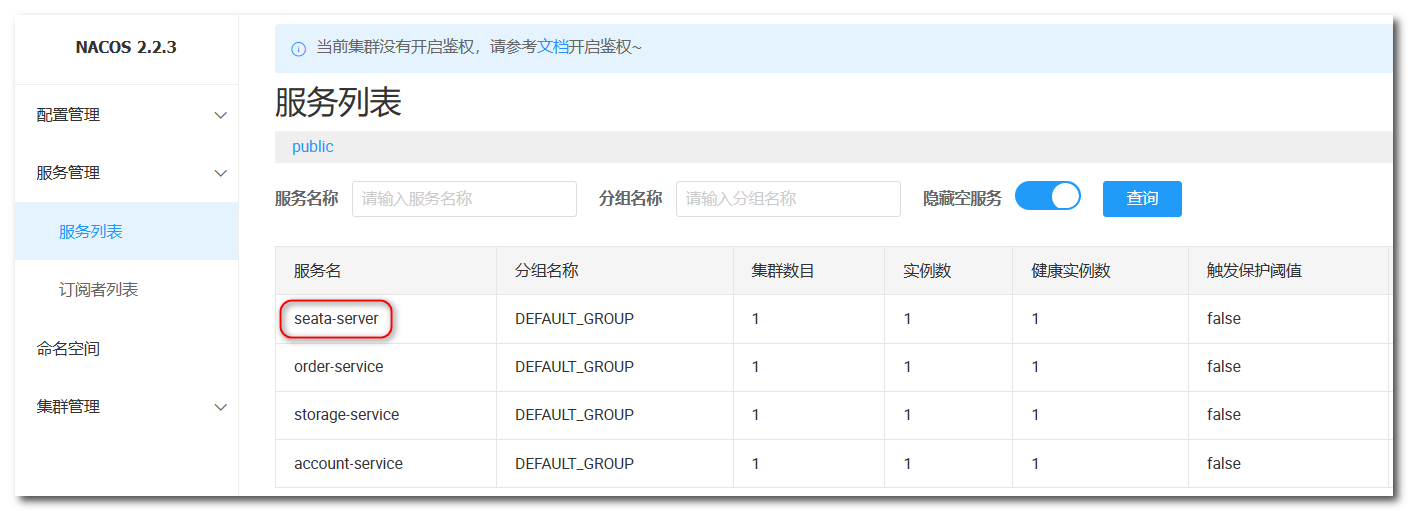 NACOS 2.2.3
配置管理
服务管理
服务列表
订阅者列表
命名空间
集群管理
当前集群没有开启鉴权，请参考文档开启鉴权~
服务列表
public
服务名称 请输入服务名称 分组名称 请输入分组名称 隐藏空服务 查询
服务名 分组名称 集群数目 实例数 健康实例数 触发保护阈值
seata-server DEFAULT_GROUP 1 1 1 false
order-service DEFAULT_GROUP 1 1 1 false
storage-service DEFAULT_GROUP 1 1 1 false
account-service DEFAULT_GROUP 1 1 1 false